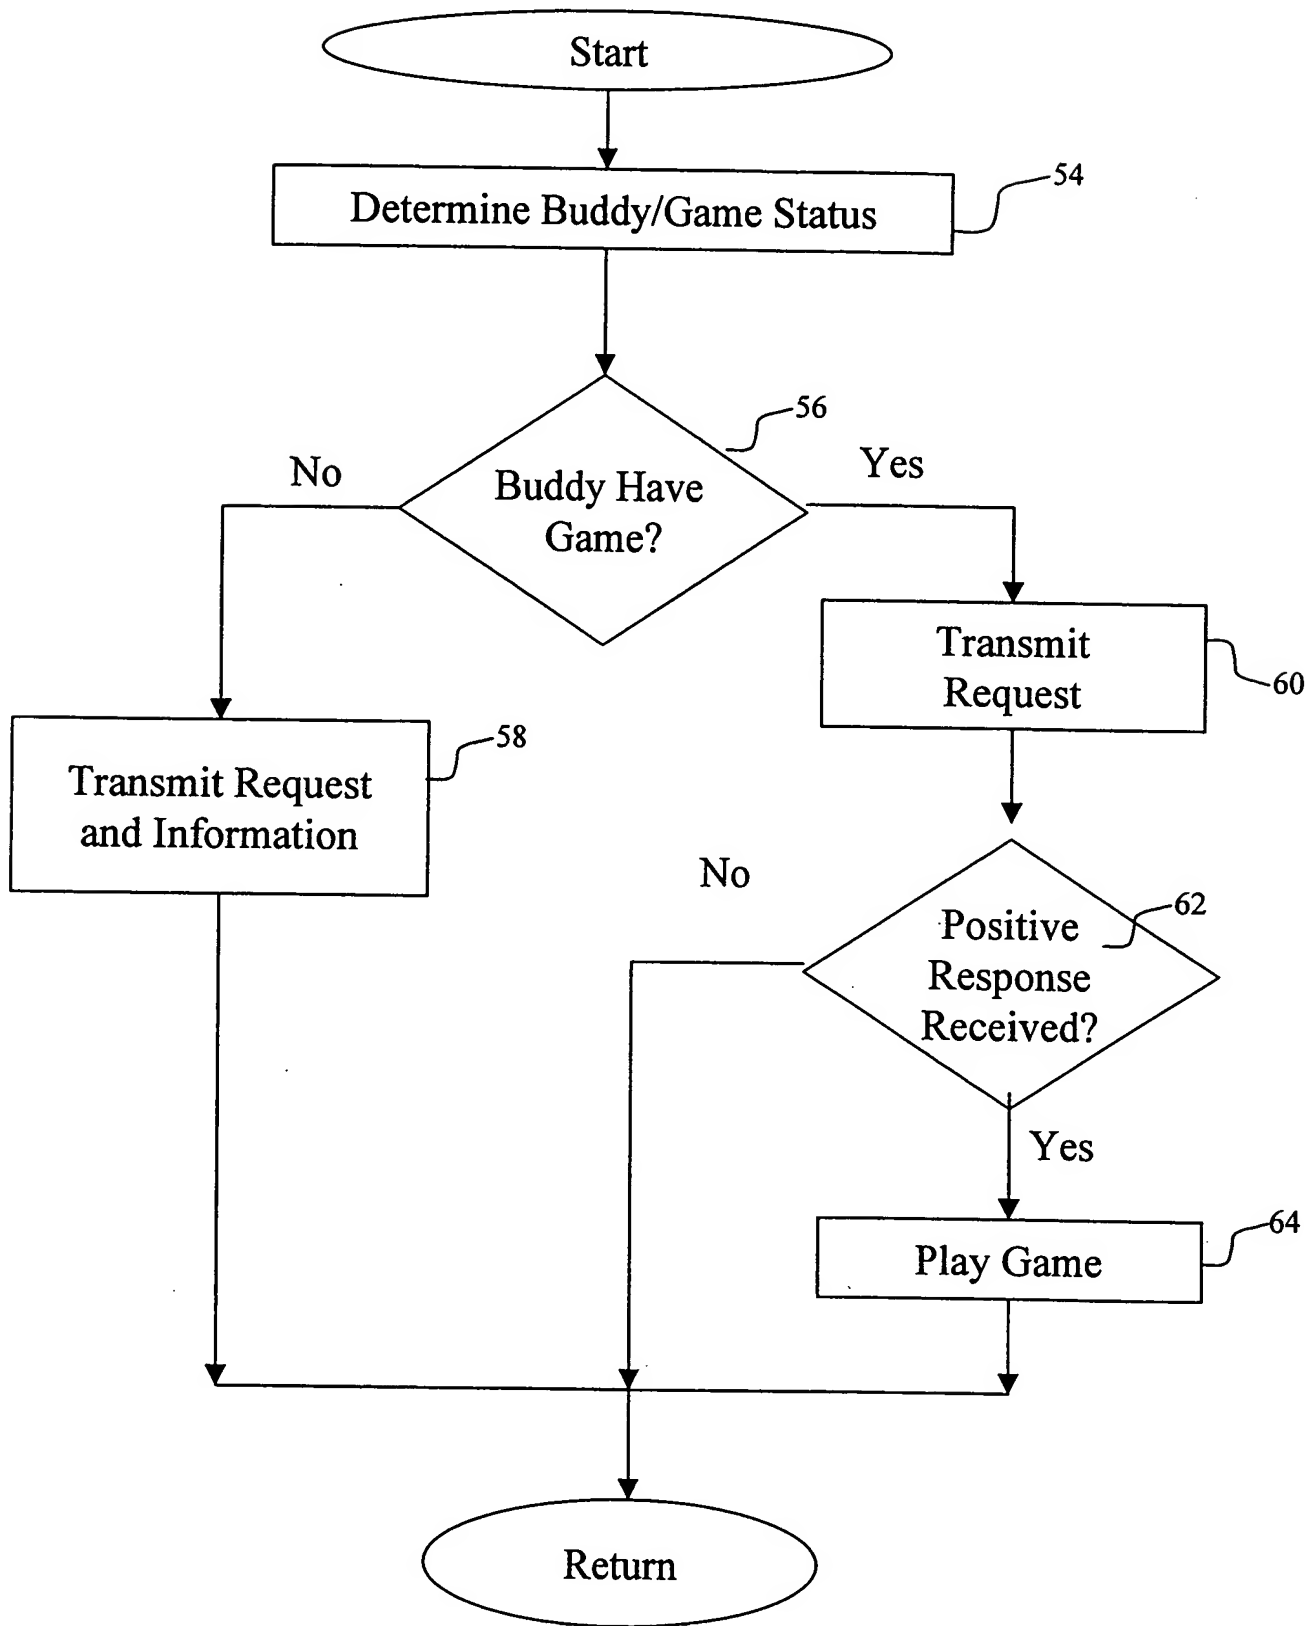 Start
Determine Buddy/Game Status
54
56
No
Yes
Buddy Have
Game?
Transmit
Request
60
58
Transmit Request
and Information
No
62
Positive
Response
Received?
Yes
64
Play Game
Return